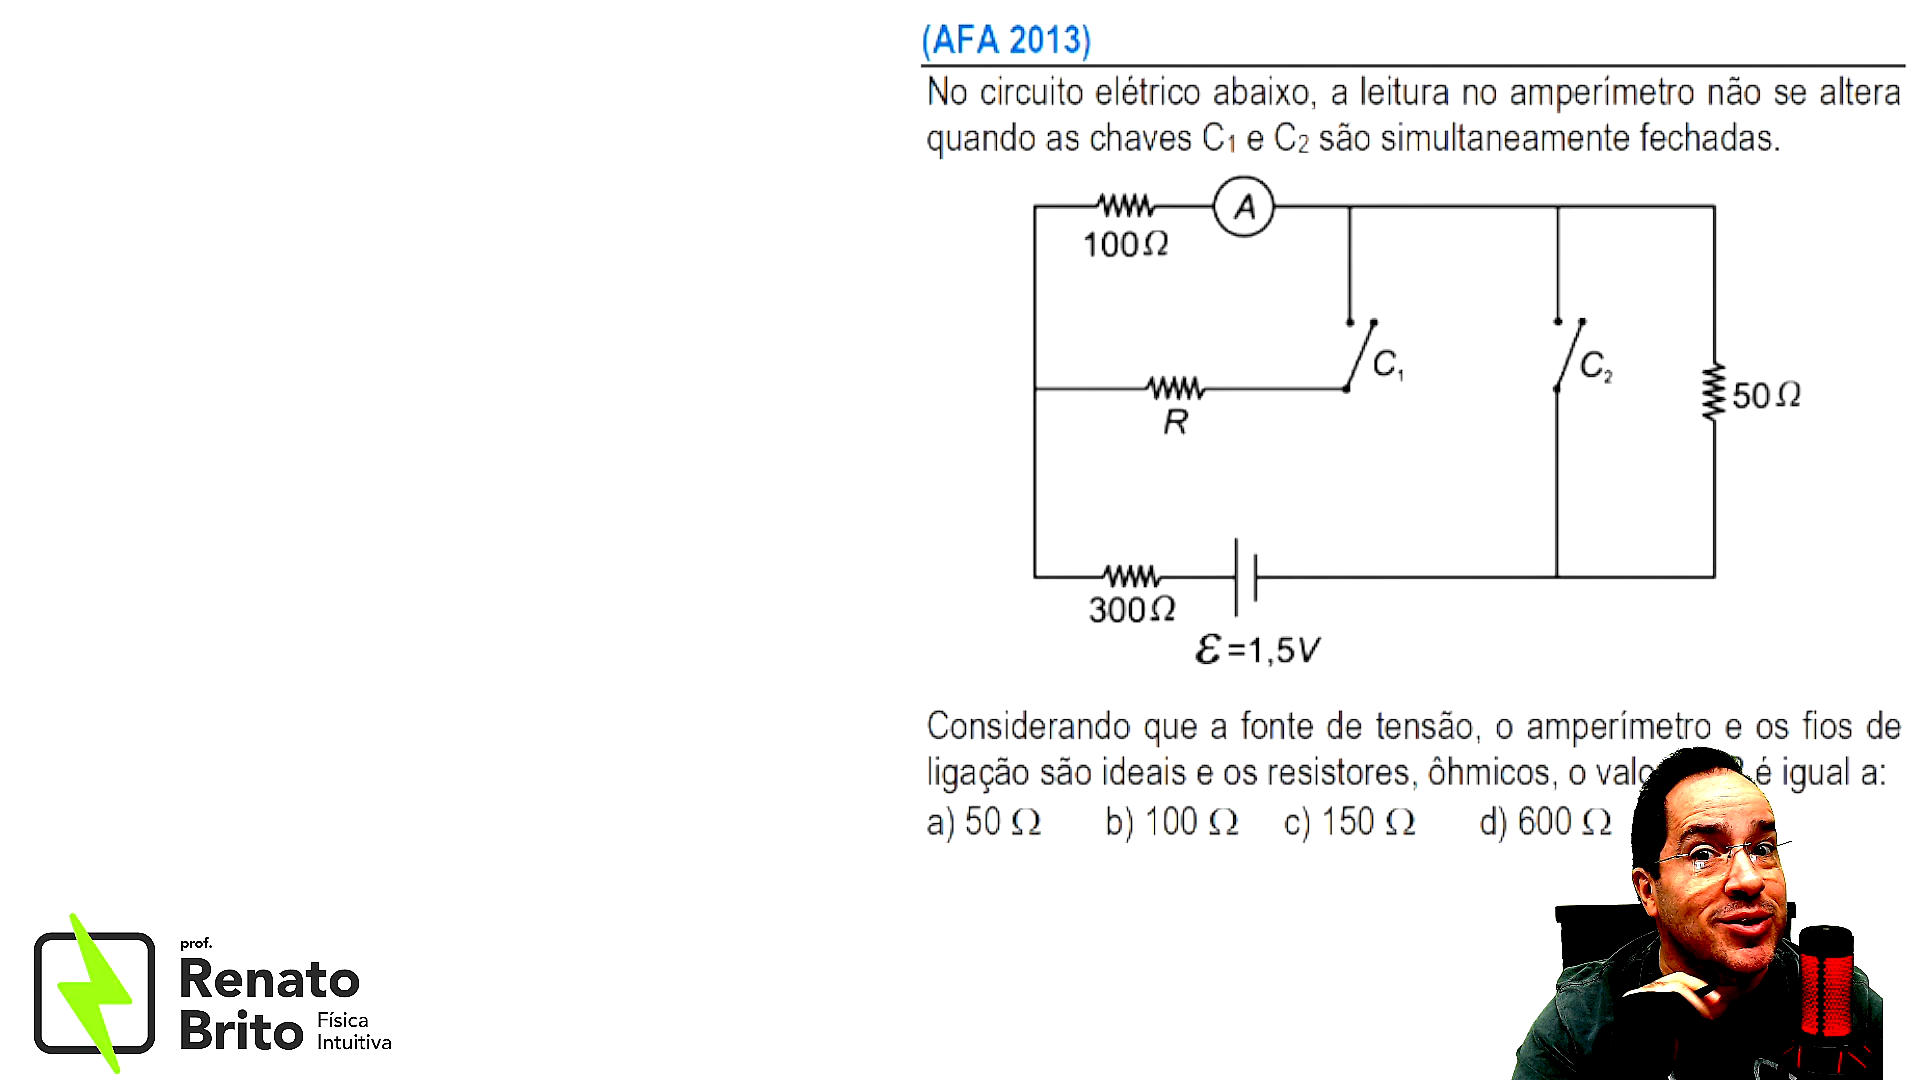 (AFA 2013)
No circuito elétrico abaixo, a leitura no amperímetro não se altera
quando as chaves C₁ e C₂ são simultaneamente fechadas.
A
100Ω
C₁
C₂
50Ω
R
300Ω
Ɛ=1,5V
Considerando que a fonte de tensão, o amperímetro e os fios de
ligação são ideais e os resistores, ôhmicos, o é igual a:
a) 50 Ω b) 100 Ω c) 150 Ω d) 600 Ω
prof.
Renato
Brito
Física
Intuitiva